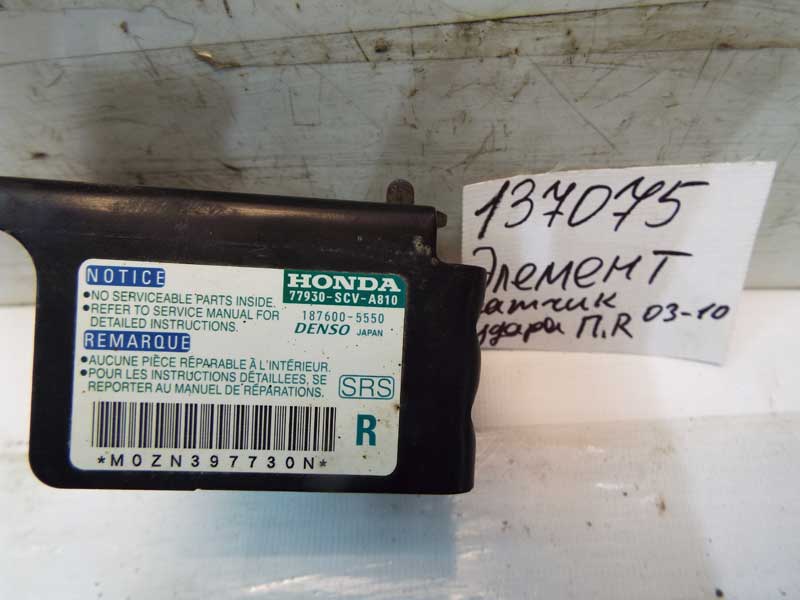 NOTICE
•NO SERVICEABLE PARTS INSIDE.
•REFER TO SERVICE MANUAL FOR
DETAILED INSTRUCTIONS.
REMARQUE
•AUCUNE PIÈCE RÉPARABLE À L'INTÉRIEUR.
•POUR LES INSTRUCTIONS DÉTAILLÉES, SE
REPORTER AU MANUEL DE RÉPARATIONS.
HONDA
77930-SCV-A810
187600-5550
DENSO JAPAN
SRS
R
*M0ZN397730N*
137075
Элемент
датчик
удара П.R 03-10